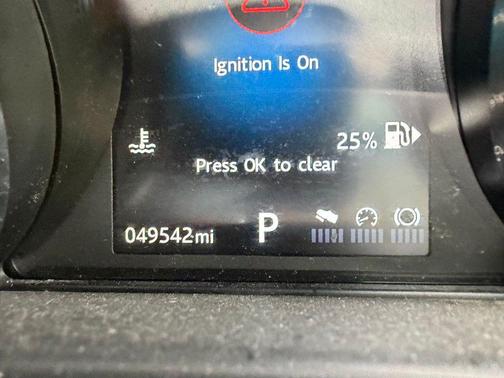 Ignition Is On
25%
Press OK to clear
049542mi P